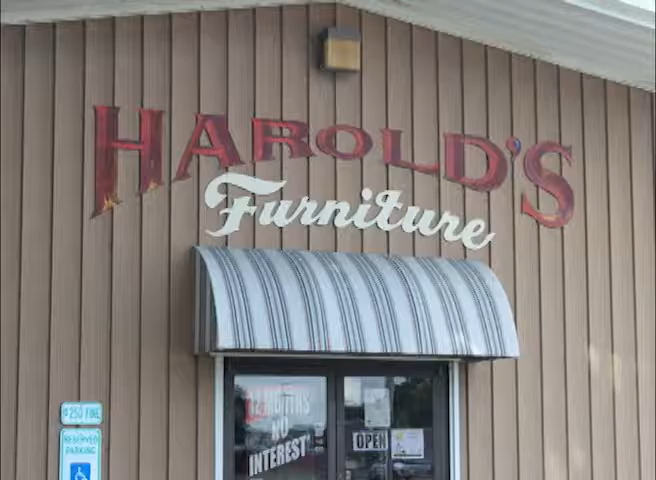 HAROLD'S
Furniture
MONTHS
NO
INTEREST
OPEN
$250 FINE
RESERVED
PARKING